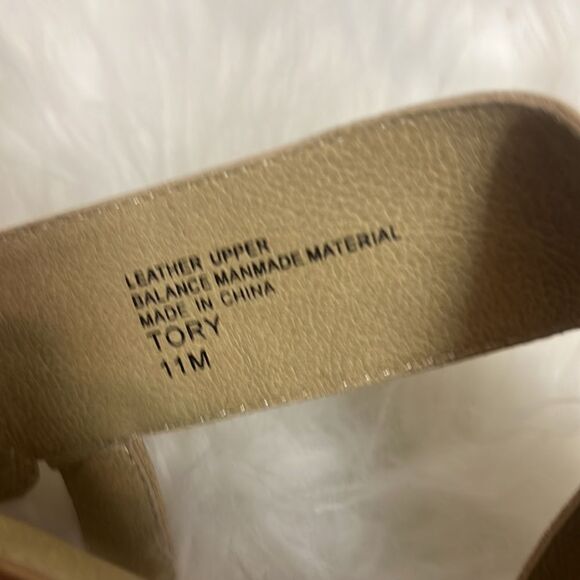 LEATHER UPPER
BALANCE MANMADE MATERIAL
MADE IN CHINA
TORY
11M